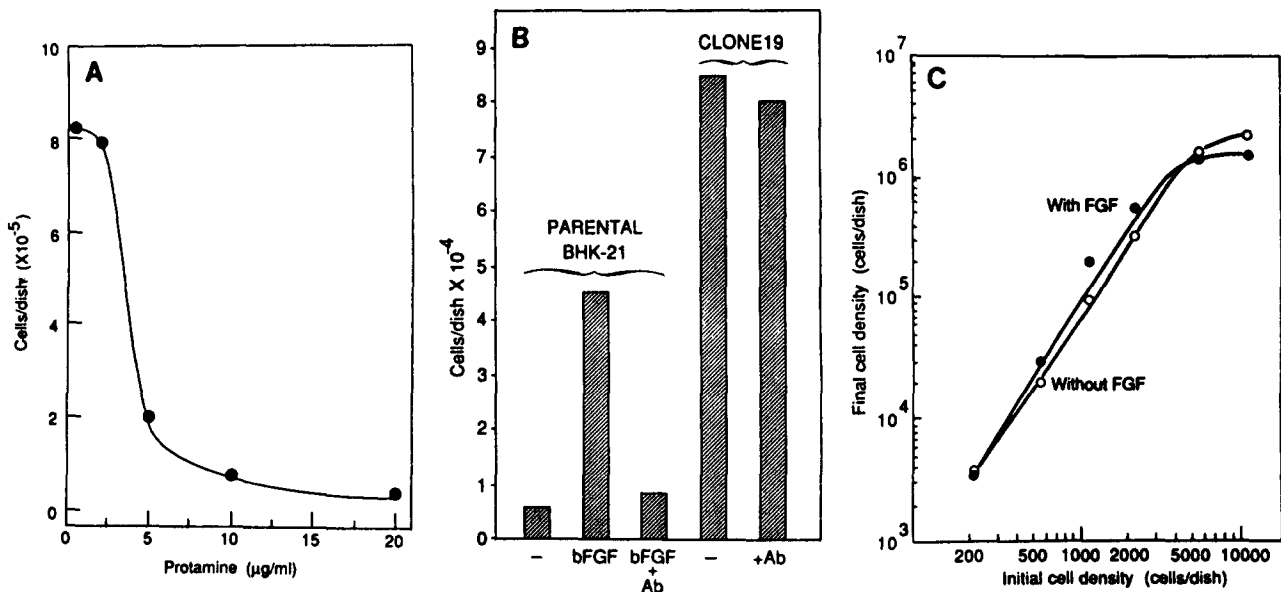 A
10
8
6
4
2
0
Cells/dish (X10-5)
0 5 10 15 20
Protamine (μg/ml)
B
9
8
7
6
5
4
3
2
1
0
Cells/dish X 10-4
PARENTAL
BHK-21
CLONE19
– bFGF bFGF – +Ab
+
Ab
C
107
106
105
104
103
Final cell density (cells/dish)
With FGF
Without FGF
200 500 1000 2000 5000 10000
Initial cell density (cells/dish)